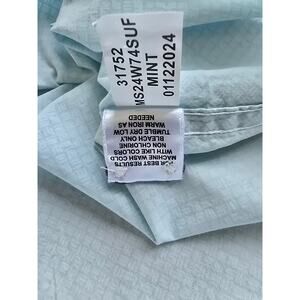 31752
MS24W74SUF
MINT
01122024
FOR BEST RESULTS
MACHINE WASH COLD
WITH LIKE COLORS
NON CHLORINE
BLEACH ONLY
TUMBLE DRY LOW
WARM IRON AS
NEEDED